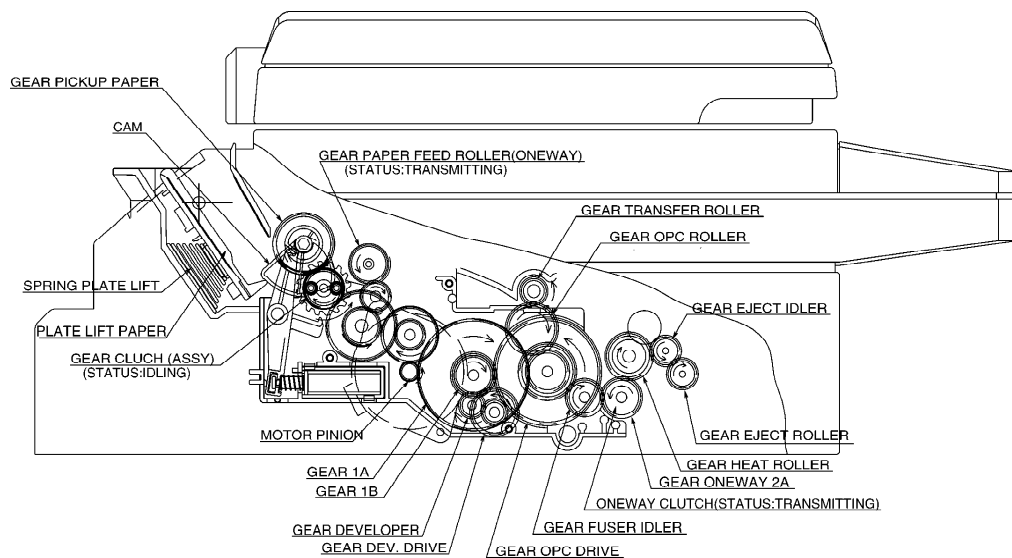 GEAR PICKUP PAPER
CAM
GEAR PAPER FEED ROLLER(ONEWAY)
(STATUS:TRANSMITTING)
GEAR TRANSFER ROLLER
GEAR OPC ROLLER
SPRING PLATE LIFT
GEAR EJECT IDLER
PLATE LIFT PAPER
GEAR CLUCH (ASSY)
(STATUS:IDLING)
MOTOR PINION
GEAR EJECT ROLLER
GEAR 1A
GEAR HEAT ROLLER
GEAR 1B
GEAR ONEWAY 2A
ONEWAY CLUTCH(STATUS:TRANSMITTING)
GEAR DEVELOPER
GEAR FUSER IDLER
GEAR DEV. DRIVE
GEAR OPC DRIVE